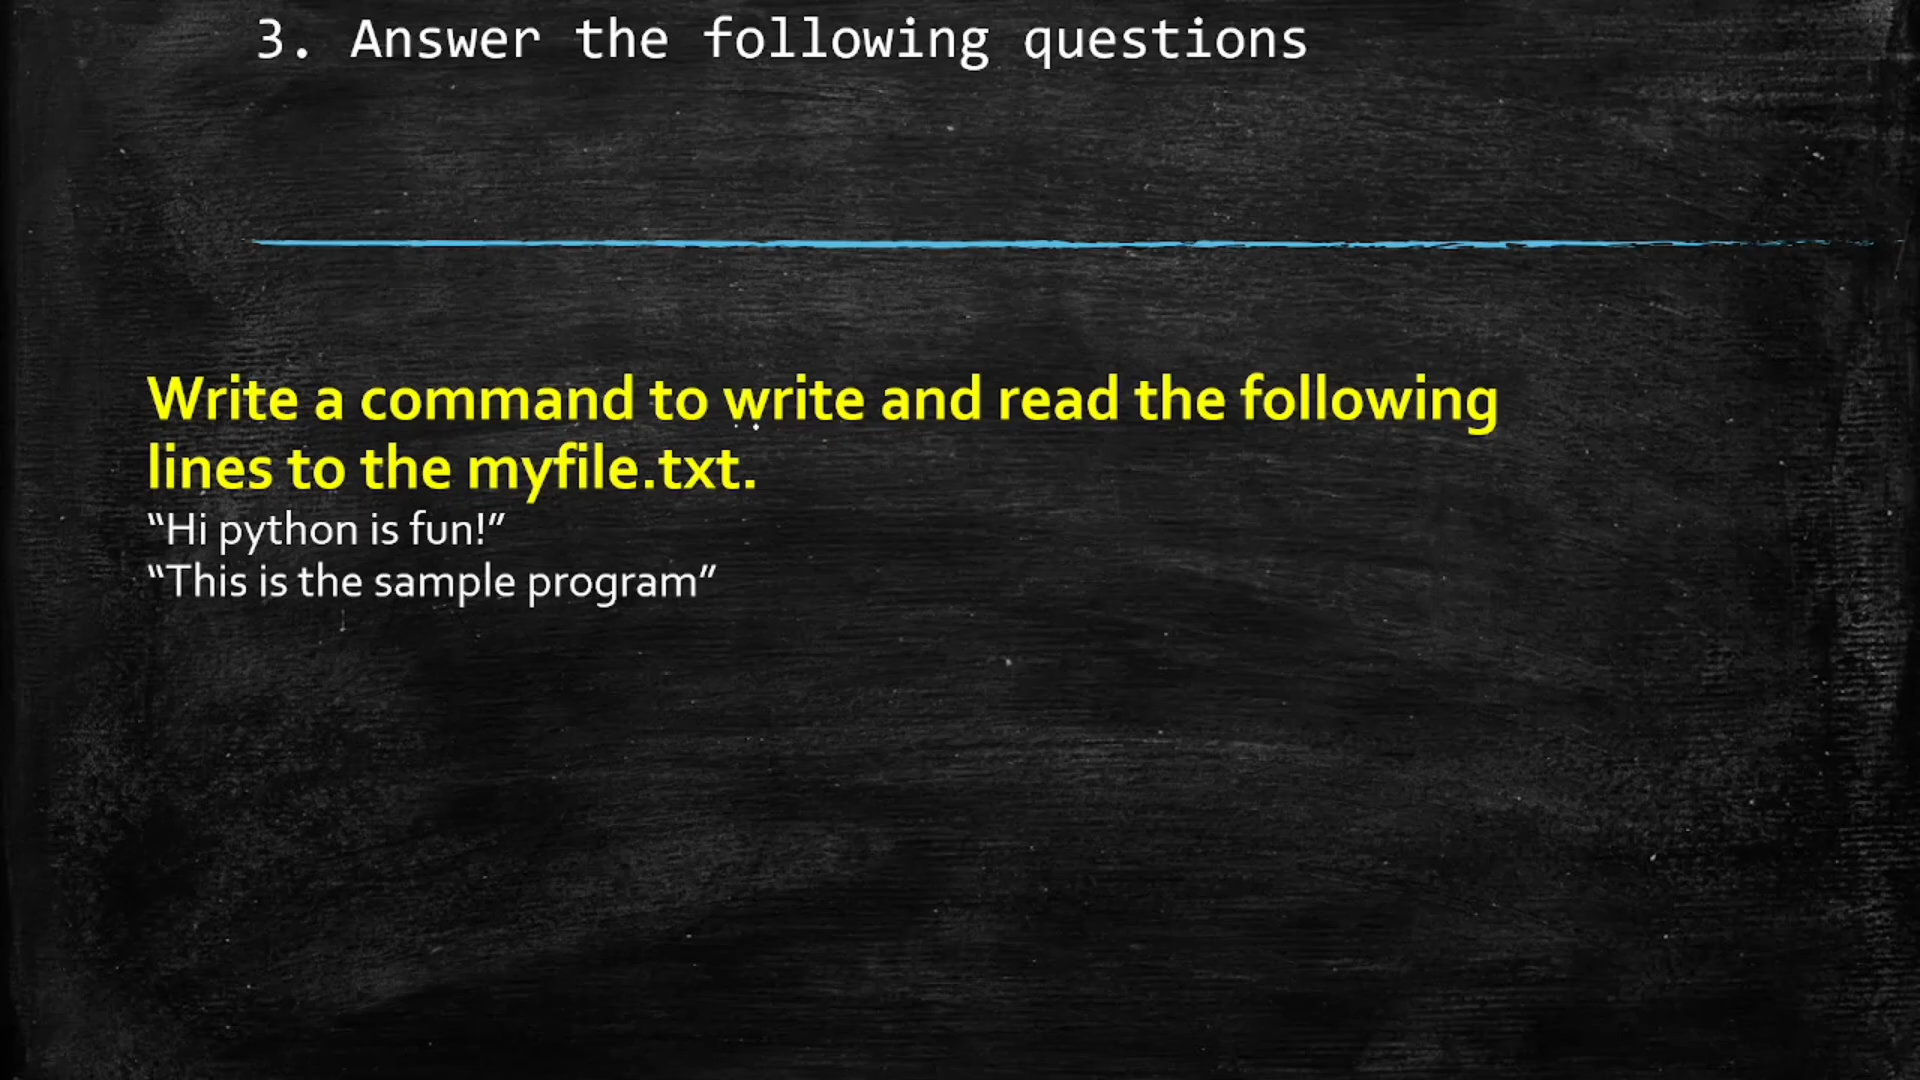 3. Answer the following questions
Write a command to write and read the following
lines to the myfile.txt.
“Hi python is fun!”
“This is the sample program”